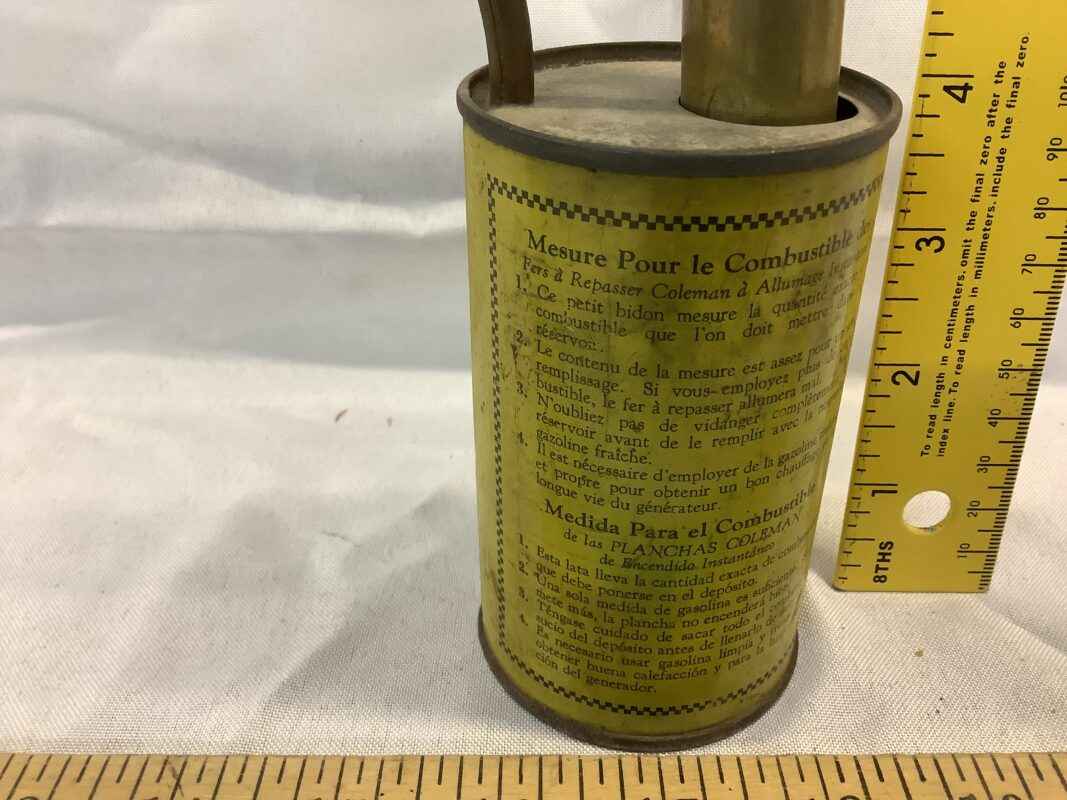 Mesure Pour le Combustible de
Fers à Repasser Coleman à Allumage
1. Ce petit bidon mesure la quantité
combustible que l'on doit mettre
réservoir.
2. Le contenu de la mesure est assez pour
remplissage. Si vous employez plus de
bustible, le fer à repasser allumera mal.
3. N'oubliez pas de vidanger complètement
réservoir avant de le remplir avec la
gazoline fraîche.
4. Il est nécessaire d'employer de la gazoline
et propre pour obtenir un bon chauffage
longue vie du générateur.
Medida Para el Combustible
de las PLANCHAS COLEMAN
de Encendido Instantáneo
1. Esta lata lleva la cantidad exacta de
que debe ponerse en el depósito.
2. Una sola medida de gasolina es suficiente
mete más, la plancha no encenderá bien.
3. Téngase cuidado de sacar todo el
sucio del depósito antes de llenarlo de
4. Es necesario usar gasolina limpia y
obtener buena calefacción y para la
ción del generador.
To read length in centimeters, omit the final zero after the
index line. To read length in millimeters, include the final zero.
8THS
1
2
3
4
10
20
30
40
50
60
70
80
90